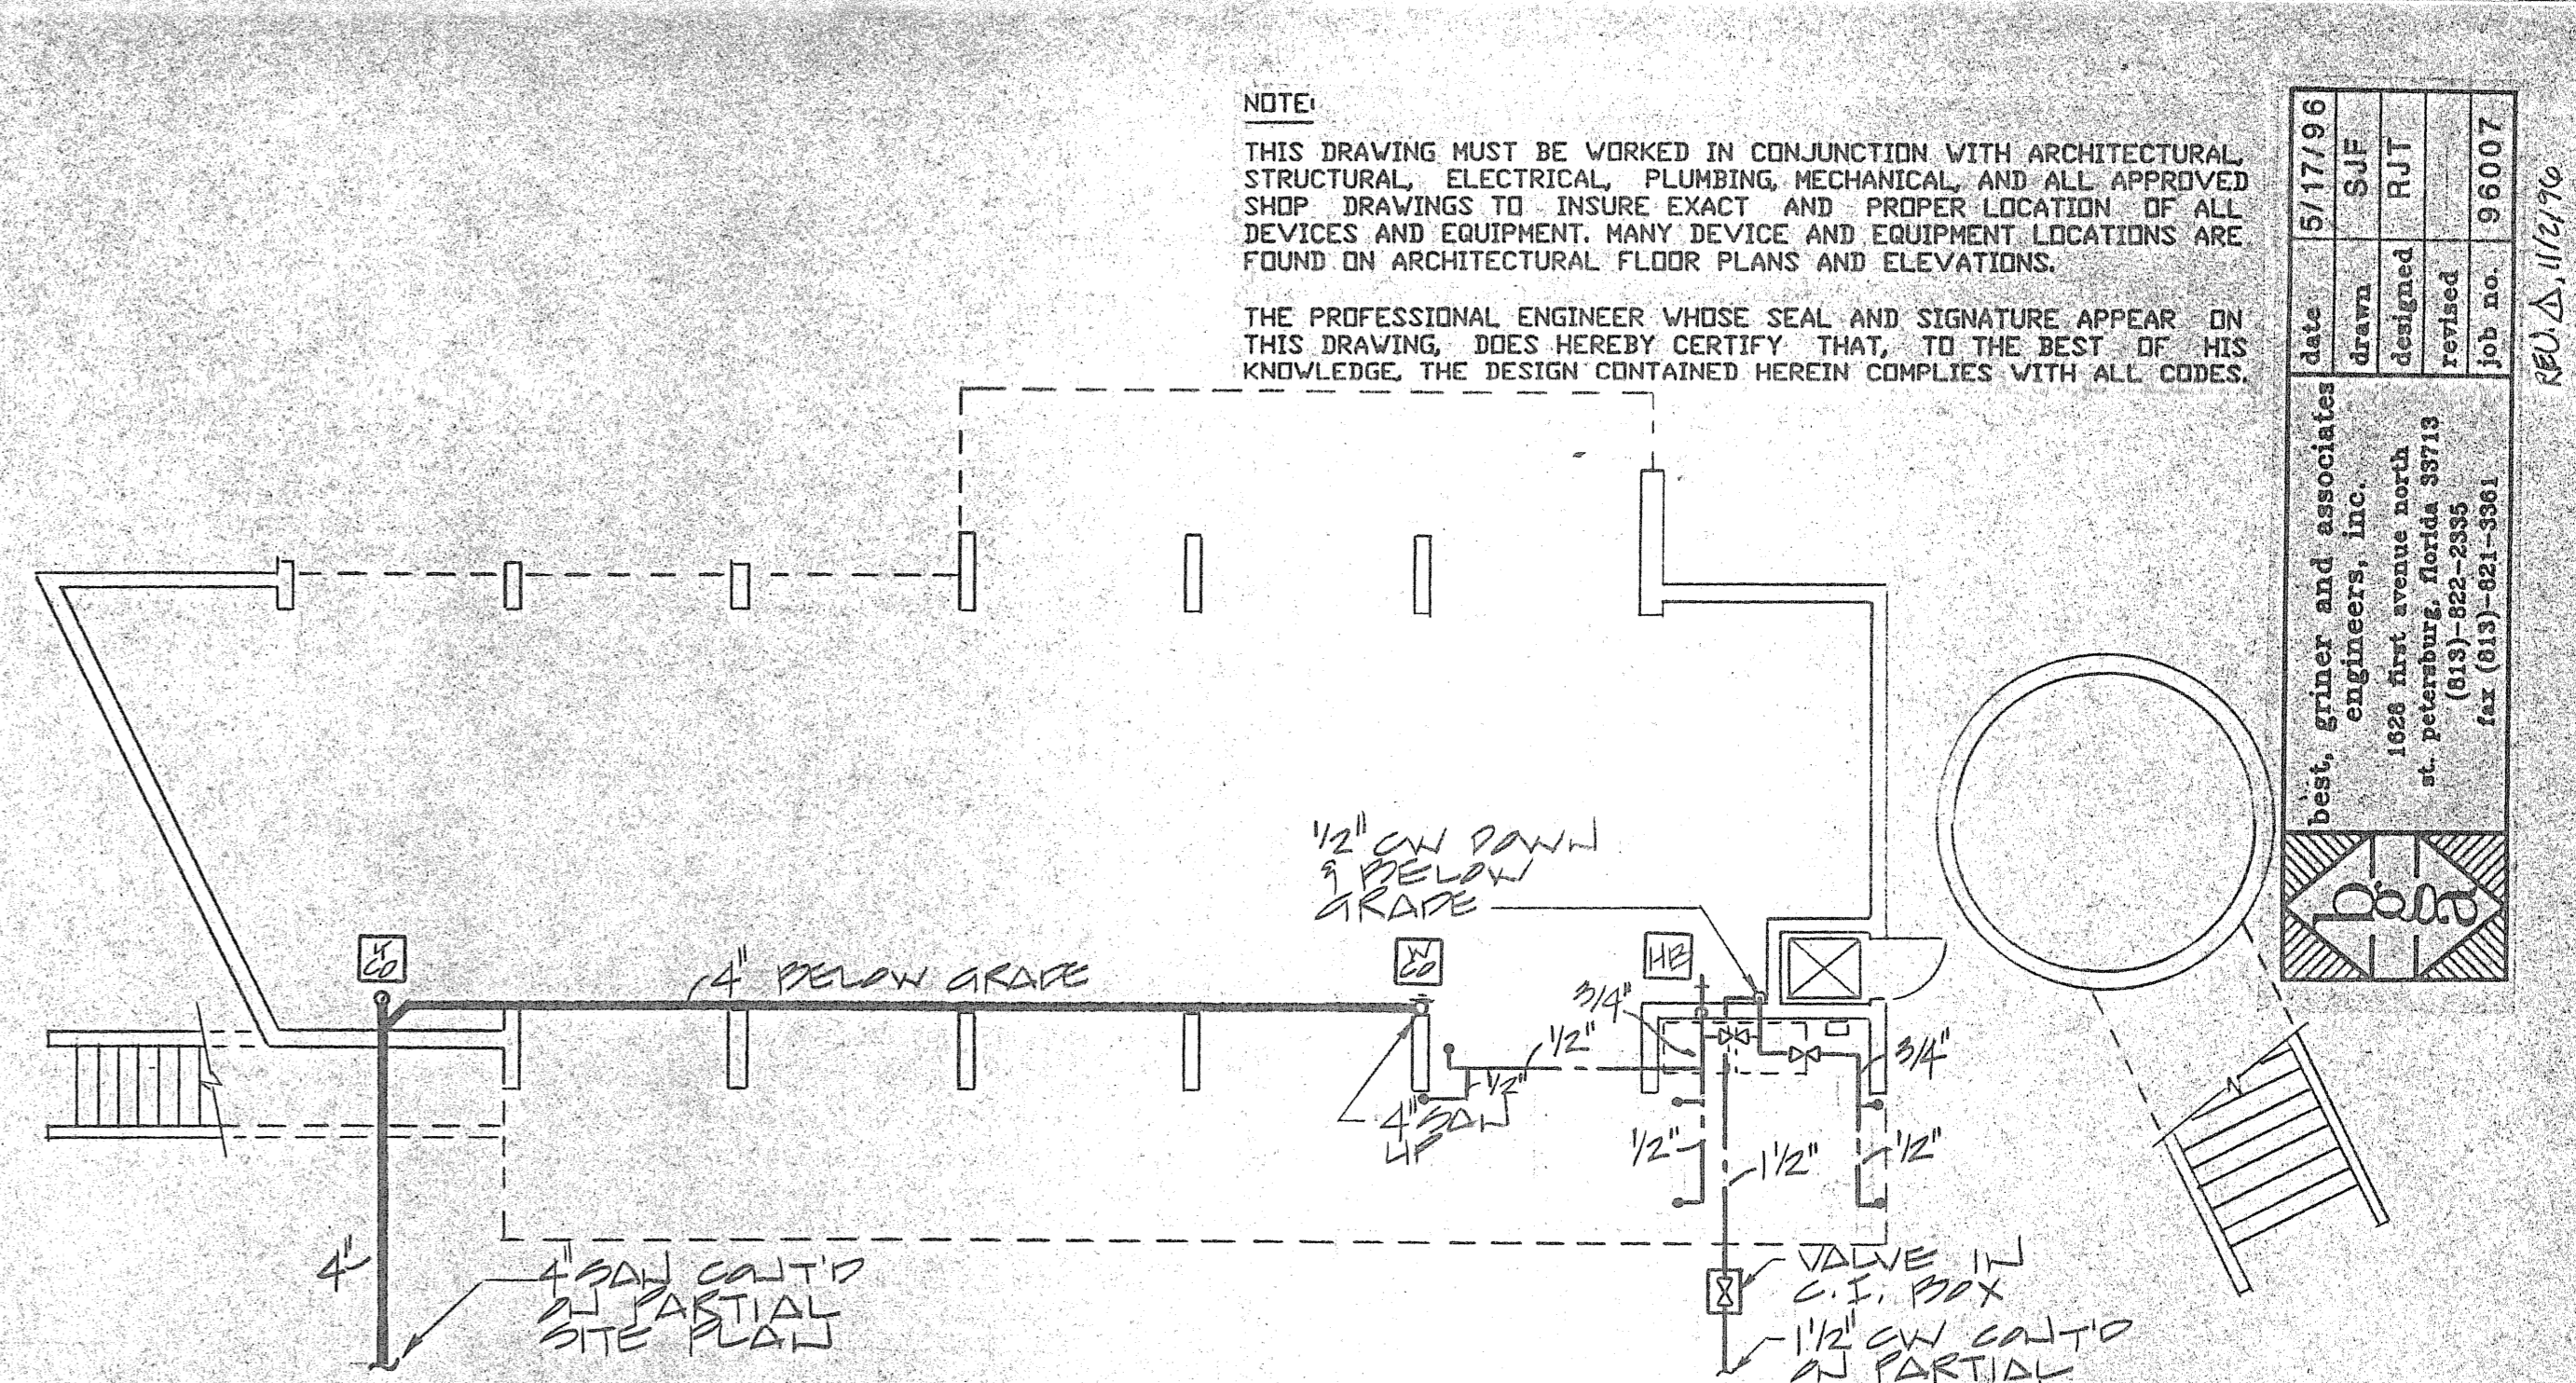 NOTE:
THIS DRAWING MUST BE WORKED IN CONJUNCTION WITH ARCHITECTURAL,
STRUCTURAL, ELECTRICAL, PLUMBING, MECHANICAL, AND ALL APPROVED
SHOP DRAWINGS TO INSURE EXACT AND PROPER LOCATION OF ALL
DEVICES AND EQUIPMENT. MANY DEVICE AND EQUIPMENT LOCATIONS ARE
FOUND ON ARCHITECTURAL FLOOR PLANS AND ELEVATIONS.
THE PROFESSIONAL ENGINEER WHOSE SEAL AND SIGNATURE APPEAR ON
THIS DRAWING, DOES HEREBY CERTIFY THAT, TO THE BEST OF HIS
KNOWLEDGE, THE DESIGN CONTAINED HEREIN COMPLIES WITH ALL CODES.
date 5/17/96
drawn SJF
designed RJT
revised
job no. 96007
REV. Δ, 11/21/96
best, griner and associates
engineers, inc.
1628 first avenue north
st. petersburg, florida 33713
(813)-822-2335
fax (813)-821-3361
bga
1/2" CW DOWN
& BELOW
GRADE
CO
4" BELOW GRADE
W
CO
HB
3/4"
1/2"
1/2"
3/4"
4" SAN
UP
1/2"
1 1/2"
1/2"
N
4"
4" SAN CONT'D
ON PARTIAL
SITE PLAN
VALVE IN
C.I. BOX
1 1/2" CW CONT'D
ON PARTIAL